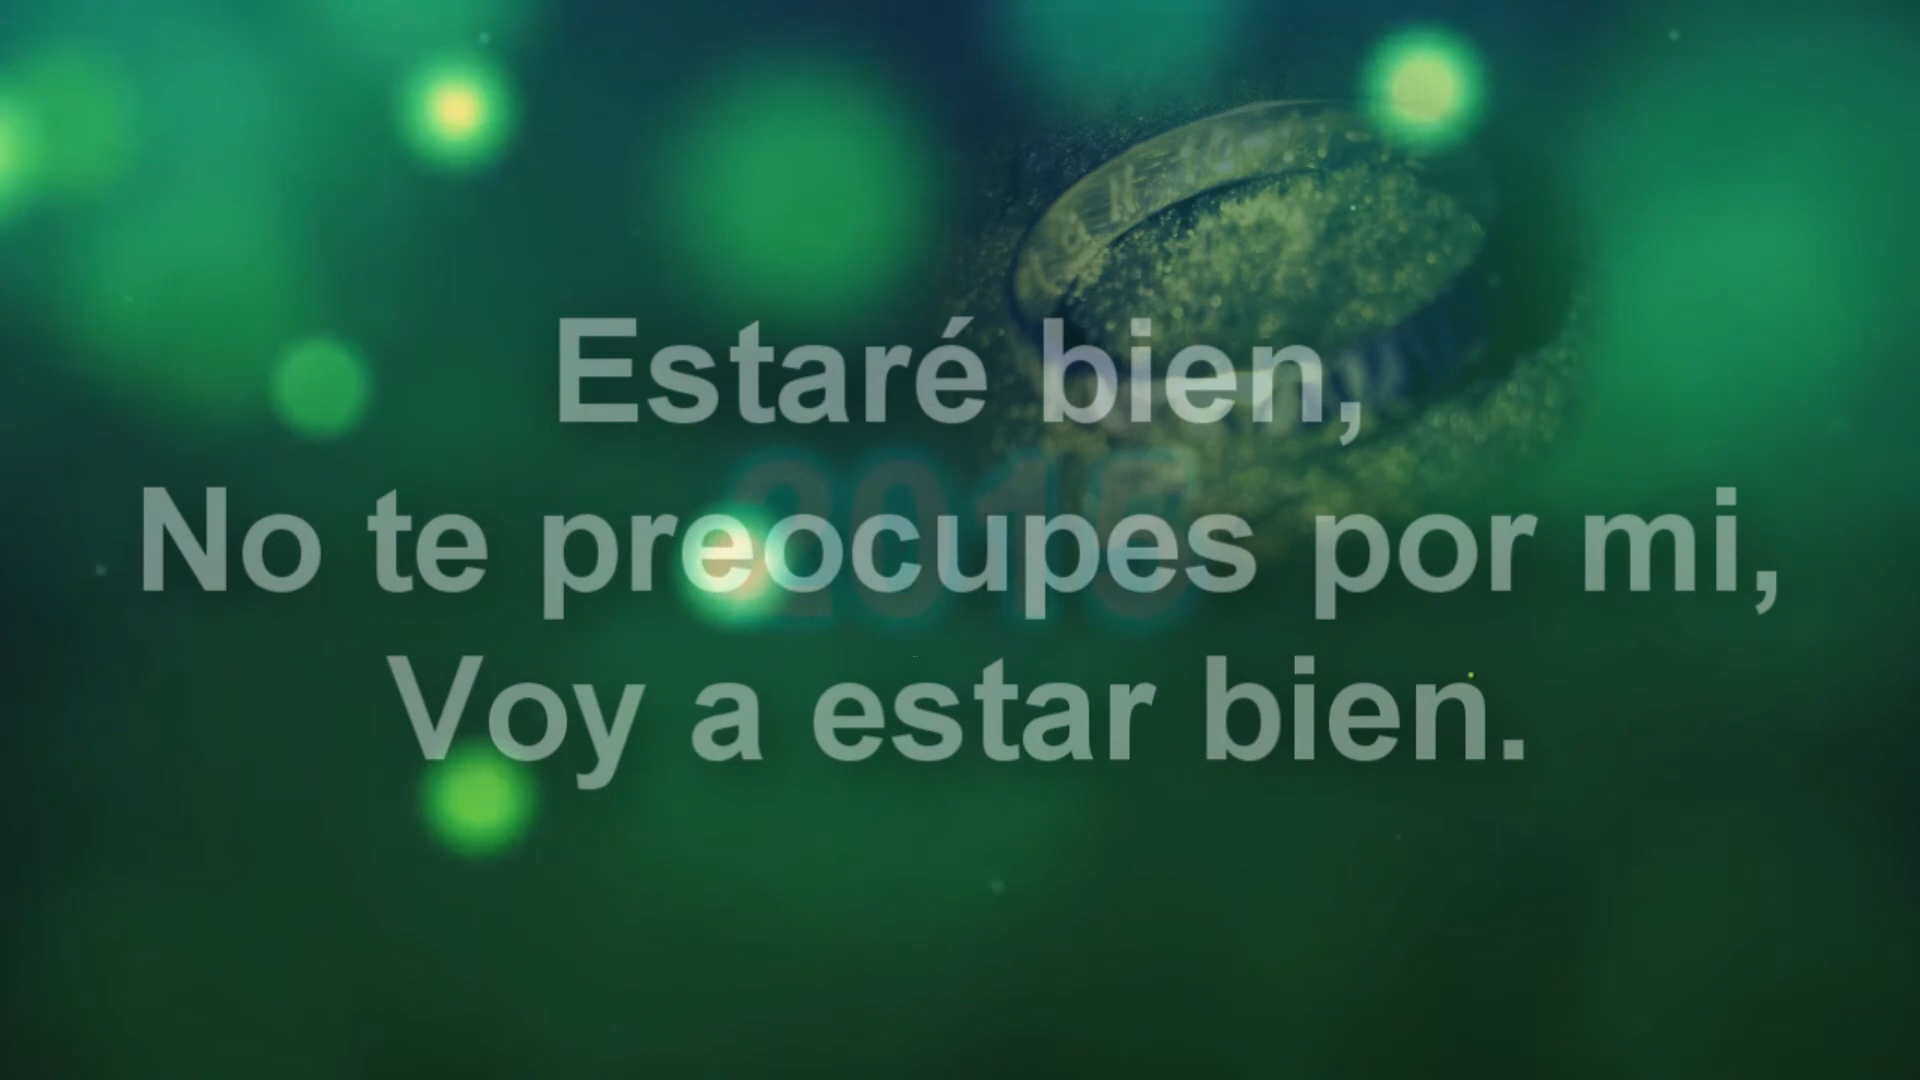 Estaré bien,
No te preocupes por mi,
Voy a estar bien.